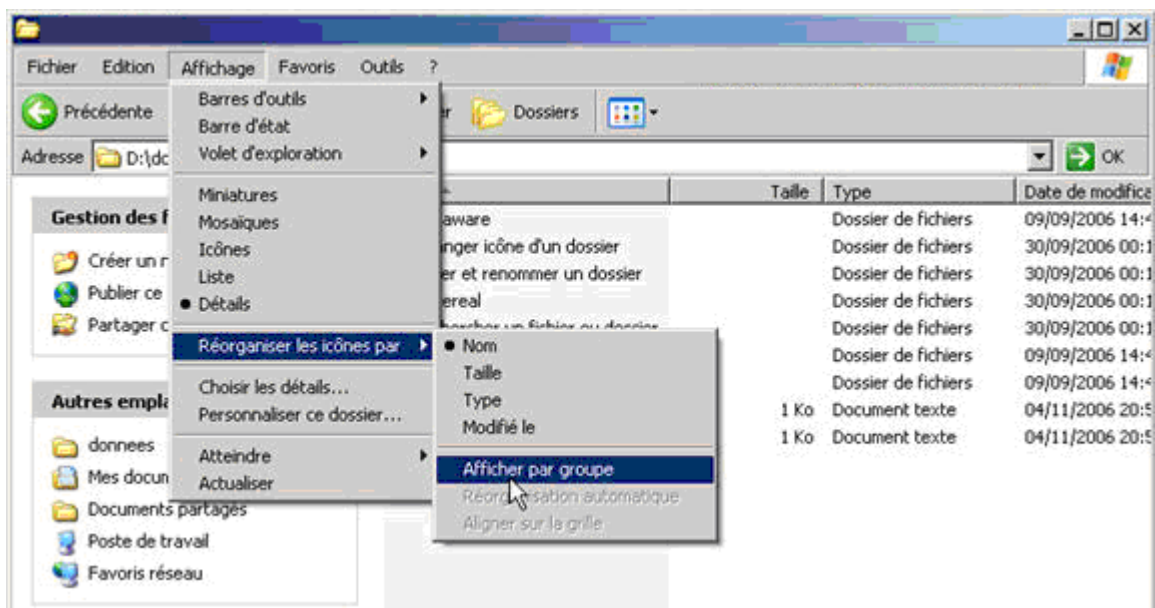 Fichier Edition Affichage Favoris Outils ?
Précédente Dossiers
Adresse D:\dc OK
Barres d'outils
Barre d'état
Volet d'exploration
Miniatures
Mosaïques
Icônes
Liste
Détails
Réorganiser les icônes par
Choisir les détails...
Personnaliser ce dossier...
Atteindre
Actualiser
Nom
Taille
Type
Modifié le
Afficher par groupe
Réorganisation automatique
Aligner sur la grille
Gestion des f
Créer un r
Publier ce
Partager c
Autres empla
donnees
Mes docum
Documents partagés
Poste de travail
Favoris réseau
Taille Type Date de modifica
aware Dossier de fichiers 09/09/2006 14:4
nger icône d'un dossier Dossier de fichiers 30/09/2006 00:1
er et renommer un dossier Dossier de fichiers 30/09/2006 00:1
ereal Dossier de fichiers 30/09/2006 00:1
hercher un fichier ou dossier Dossier de fichiers 30/09/2006 00:1
Dossier de fichiers 09/09/2006 14:4
Dossier de fichiers 09/09/2006 14:4
1 Ko Document texte 04/11/2006 20:5
1 Ko Document texte 04/11/2006 20:5